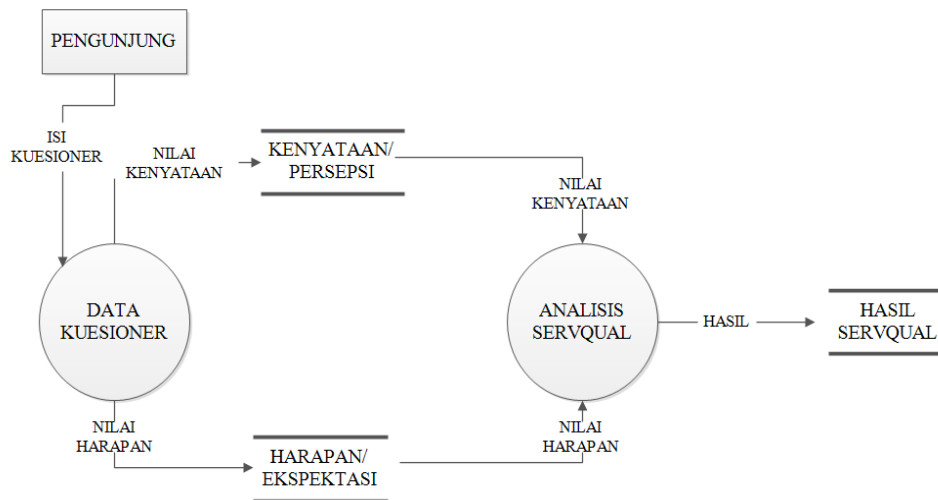 PENGUNJUNG
ISI
KUESIONER
NILAI
KENYATAAN
KENYATAAN/
PERSEPSI
NILAI
KENYATAAN
DATA
KUESIONER
ANALISIS
SERVQUAL
HASIL
HASIL
SERVQUAL
NILAI
HARAPAN
HARAPAN/
EKSPEKTASI
NILAI
HARAPAN